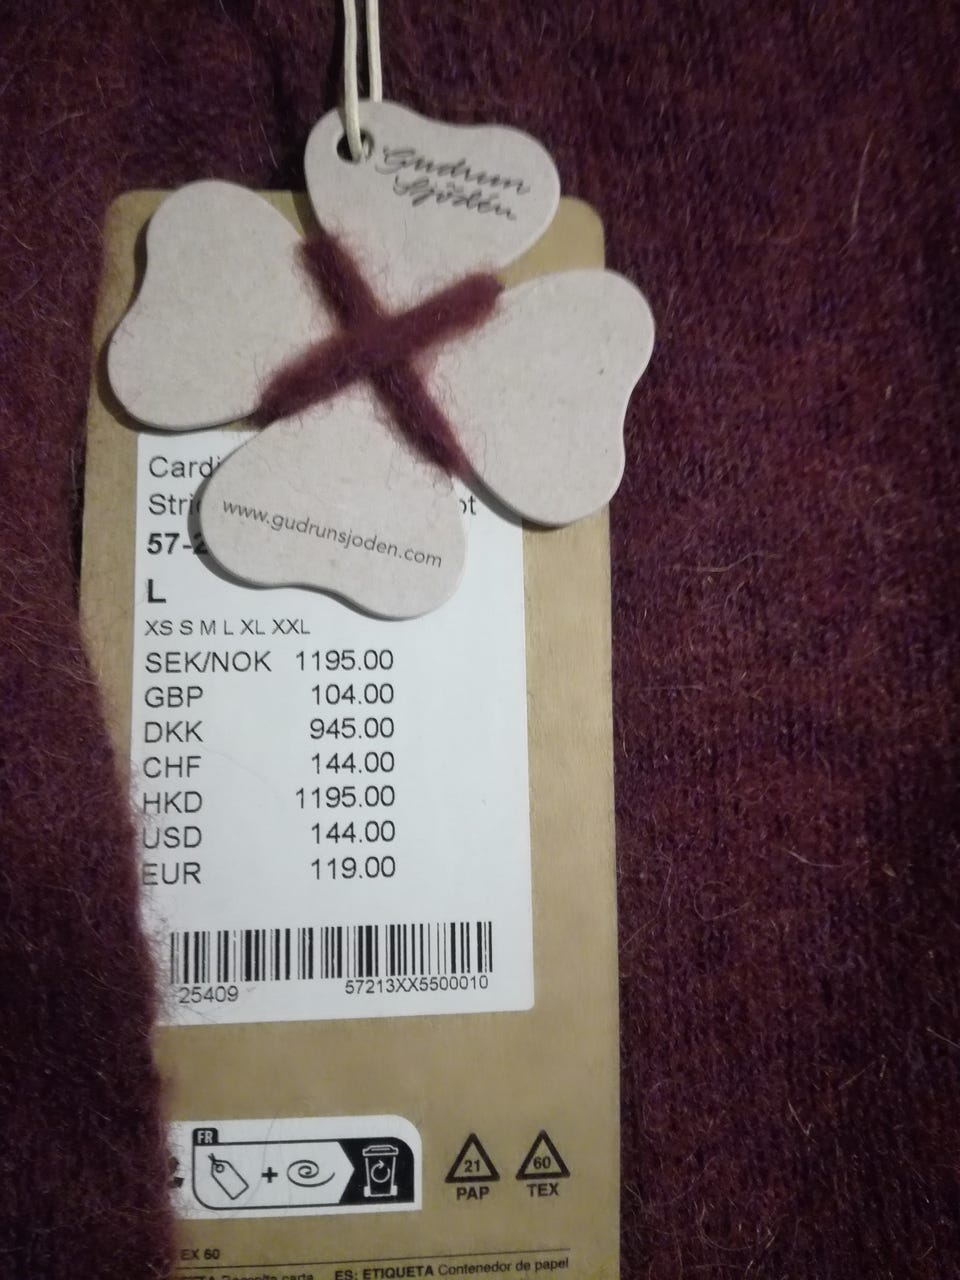 Gudrun
Sjödén
Cardi
Stri
www.gudrunsjoden.com
57-2
L
XS S M L XL XXL
SEK/NOK 1195.00
GBP 104.00
DKK 945.00
CHF 144.00
HKD 1195.00
USD 144.00
EUR 119.00
25409 57213XX5500010
FR
+
21 60
PAP TEX
EX 60
ES: ETIQUETA Contenedor de papel